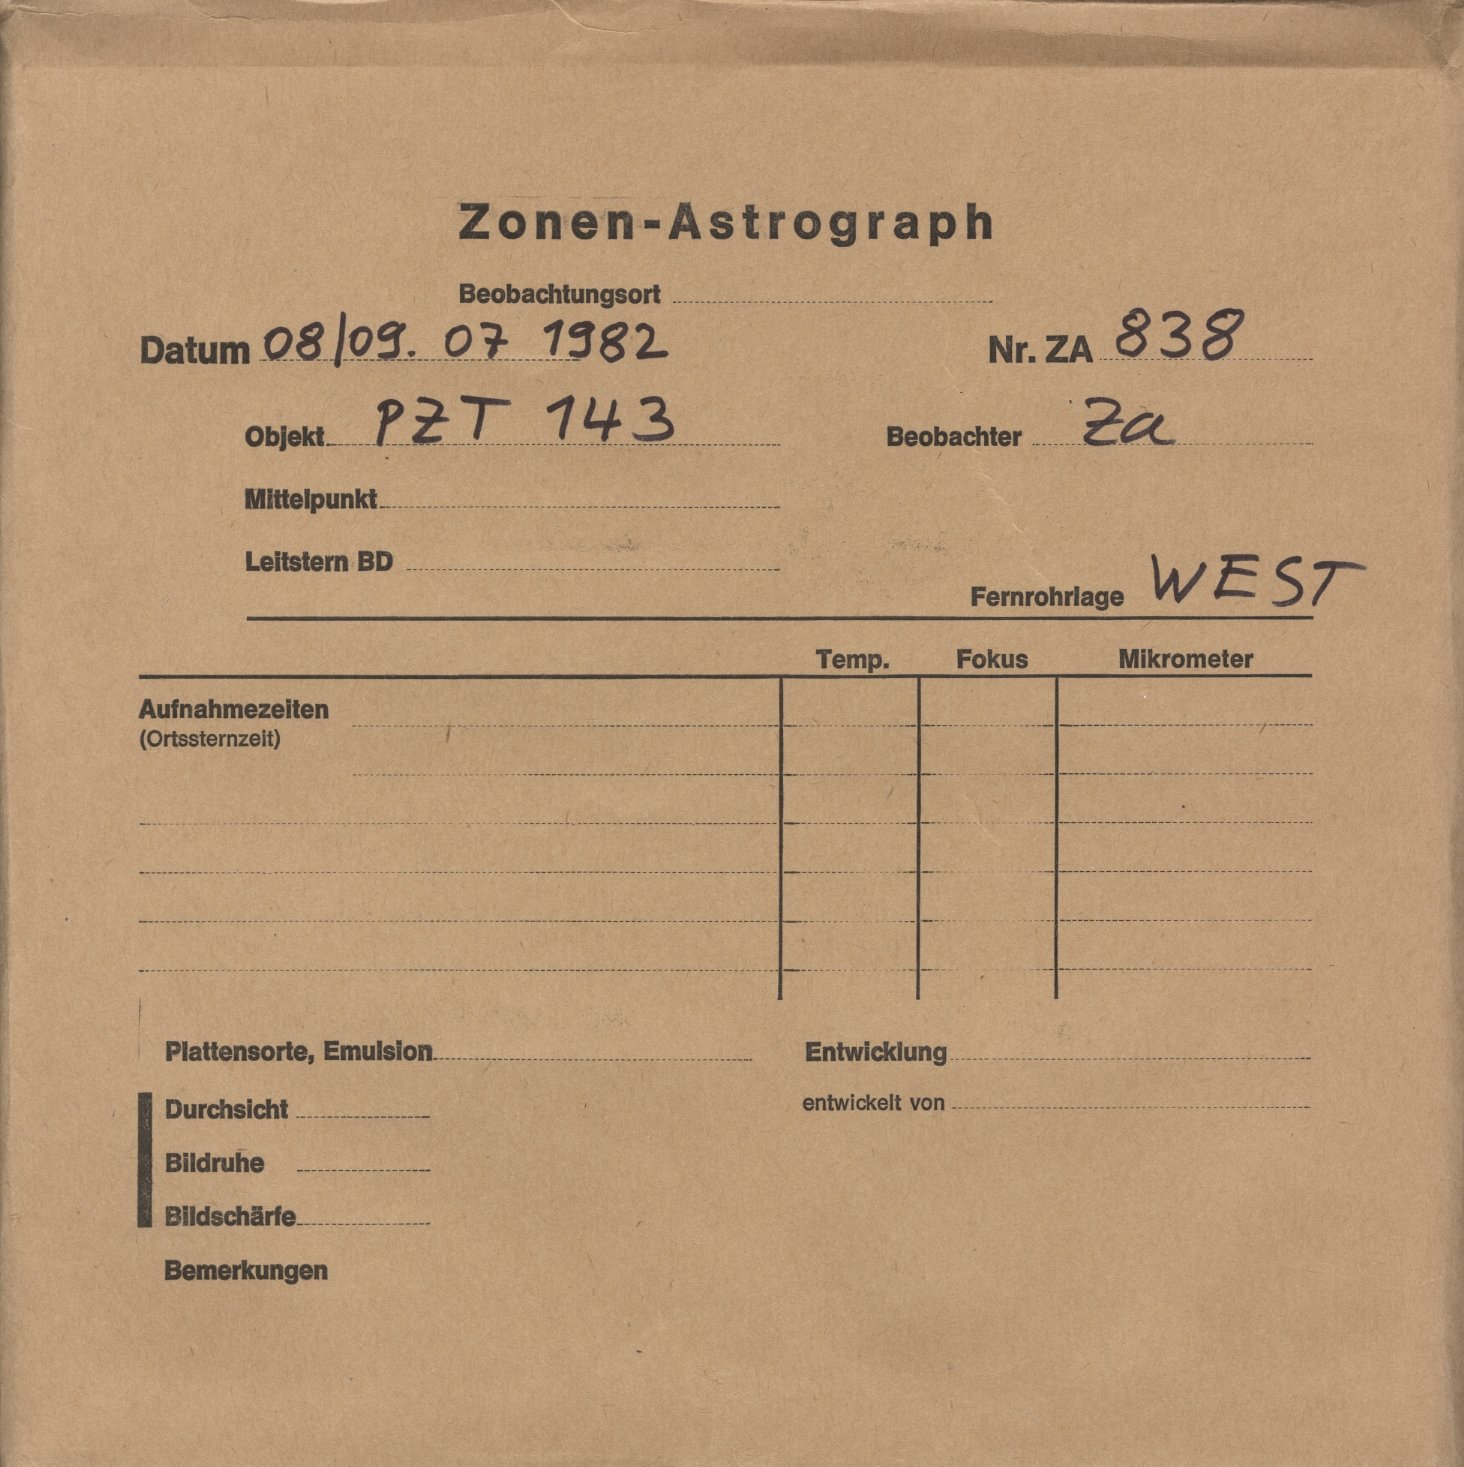 Zonen-Astrograph
Beobachtungsort
Datum 08/09. 07 1982 Nr. ZA 838
Objekt PZT 143 Beobachter Za
Mittelpunkt
Leitstern BD
Fernrohrlage WEST
Temp. Fokus Mikrometer
Aufnahmezeiten
(Ortssternzeit)
Plattensorte, Emulsion Entwicklung
Durchsicht entwickelt von
Bildruhe
Bildschärfe
Bemerkungen